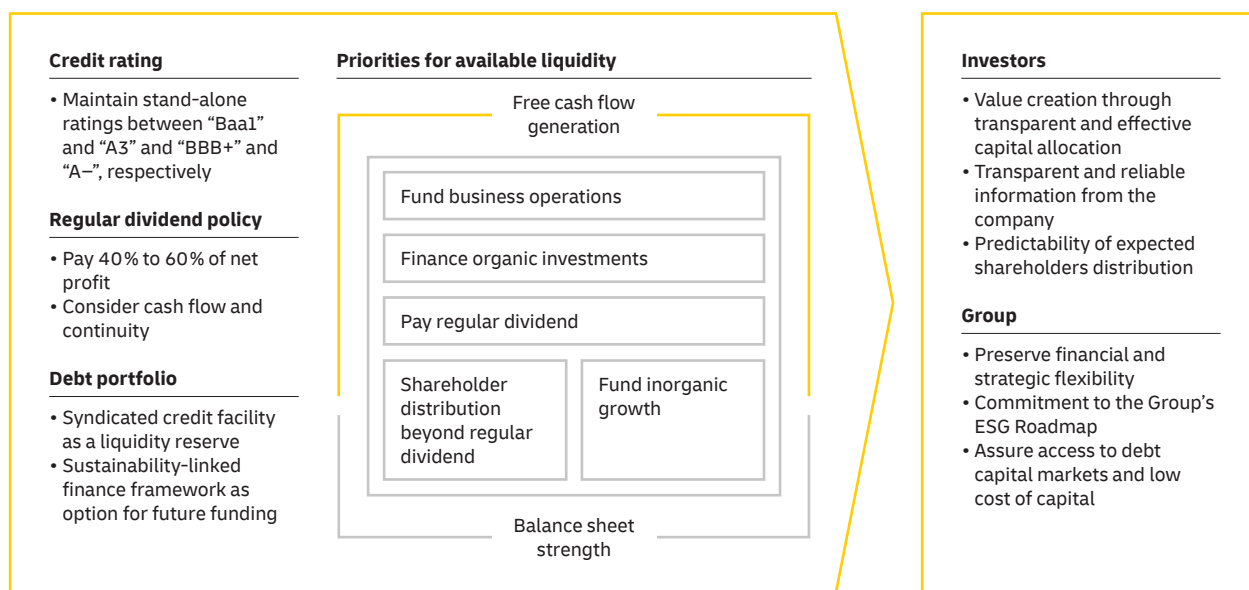 Credit rating
• Maintain stand-alone
ratings between “Baa1”
and “A3” and “BBB+” and
“A–”, respectively
Regular dividend policy
• Pay 40% to 60% of net
profit
• Consider cash flow and
continuity
Debt portfolio
• Syndicated credit facility
as a liquidity reserve
• Sustainability-linked
finance framework as
option for future funding
Priorities for available liquidity
Free cash flow
generation
Fund business operations
Finance organic investments
Pay regular dividend
Shareholder
distribution
beyond regular
dividend
Fund inorganic
growth
Balance sheet
strength
Investors
• Value creation through
transparent and effective
capital allocation
• Transparent and reliable
information from the
company
• Predictability of expected
shareholders distribution
Group
• Preserve financial and
strategic flexibility
• Commitment to the Group’s
ESG Roadmap
• Assure access to debt
capital markets and low
cost of capital